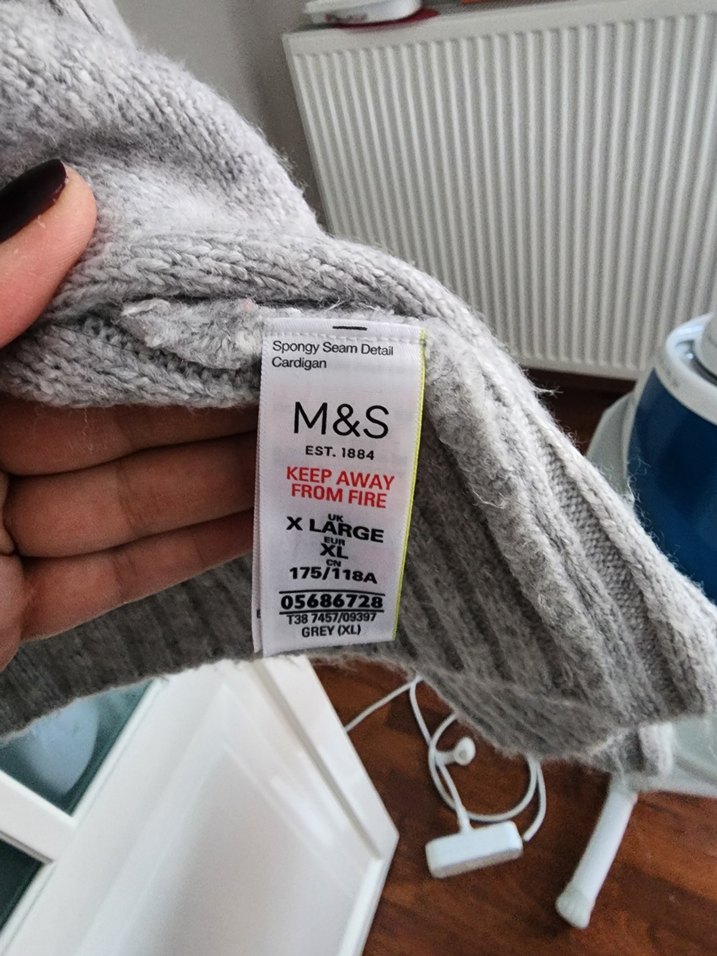 Spongy Seam Detail
Cardigan
M&S
EST. 1884
KEEP AWAY
FROM FIRE
UK
X LARGE
EUR
XL
CN
175/118A
05686728
T38 7457/09397
GREY (XL)